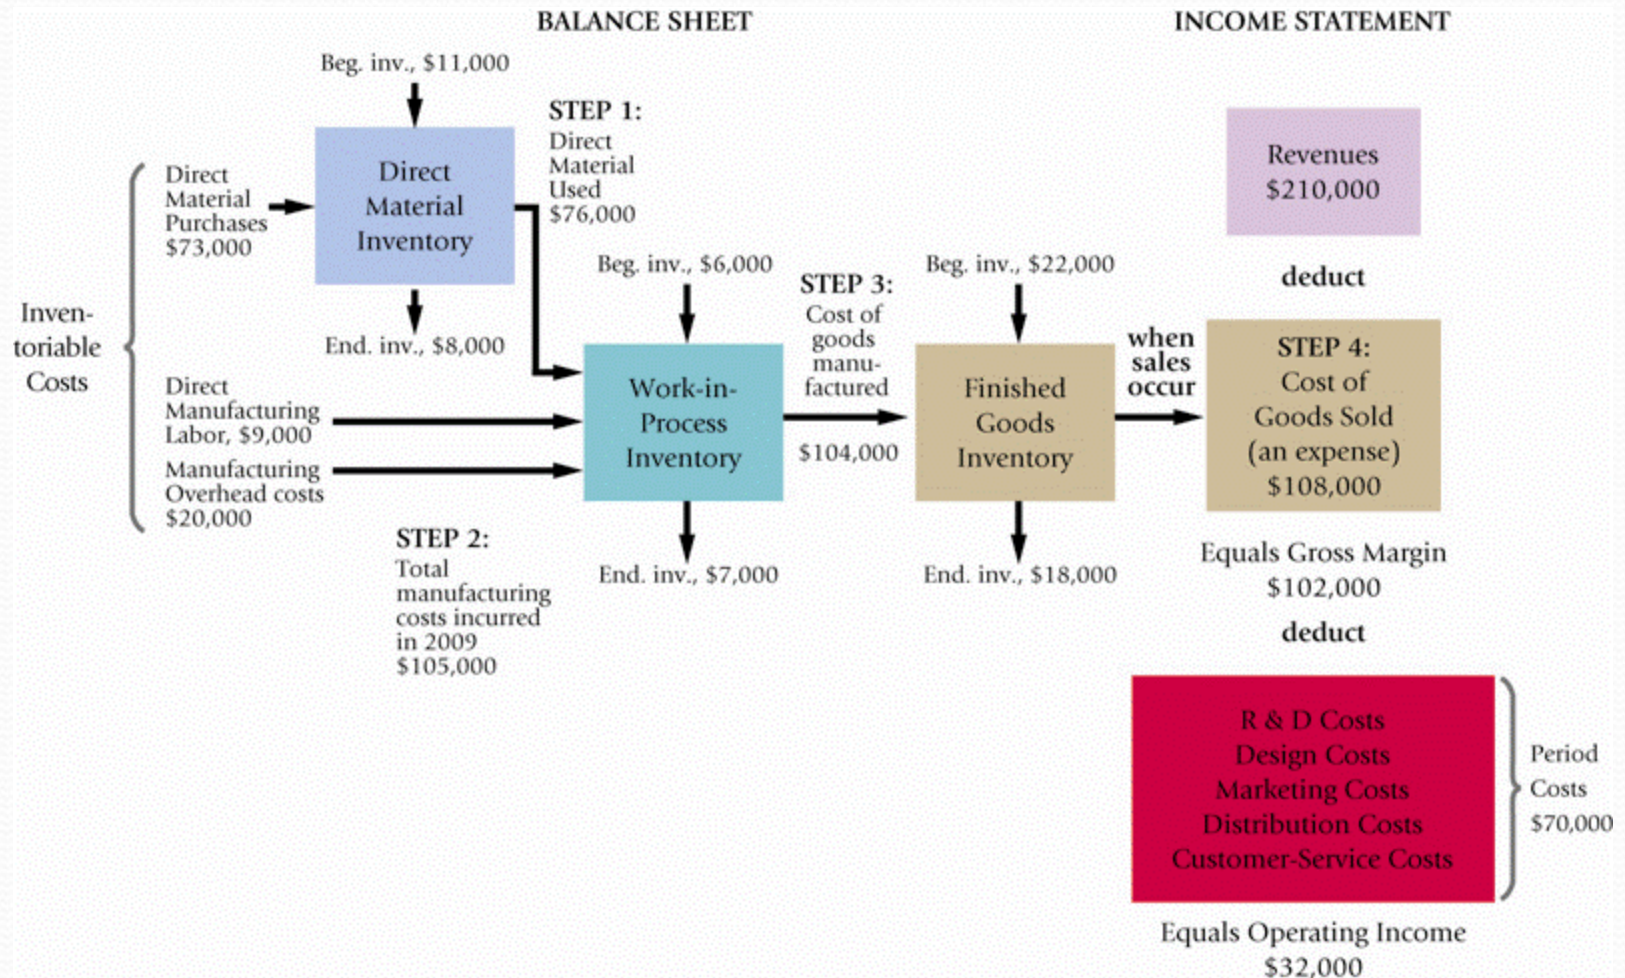 BALANCE SHEET
INCOME STATEMENT
Beg. inv., $11,000
STEP 1:
Direct
Material
Used
$76,000
Direct
Material
Inventory
Direct
Material
Purchases
$73,000
End. inv., $8,000
Inven-
toriable
Costs
Direct
Manufacturing
Labor, $9,000
Manufacturing
Overhead costs
$20,000
STEP 2:
Total
manufacturing
costs incurred
in 2009
$105,000
Beg. inv., $6,000
Work-in-
Process
Inventory
End. inv., $7,000
STEP 3:
Cost of
goods
manu-
factured
$104,000
Beg. inv., $22,000
Finished
Goods
Inventory
End. inv., $18,000
when
sales
occur
Revenues
$210,000
deduct
STEP 4:
Cost of
Goods Sold
(an expense)
$108,000
Equals Gross Margin
$102,000
deduct
R & D Costs
Design Costs
Marketing Costs
Distribution Costs
Customer-Service Costs
Period
Costs
$70,000
Equals Operating Income
$32,000